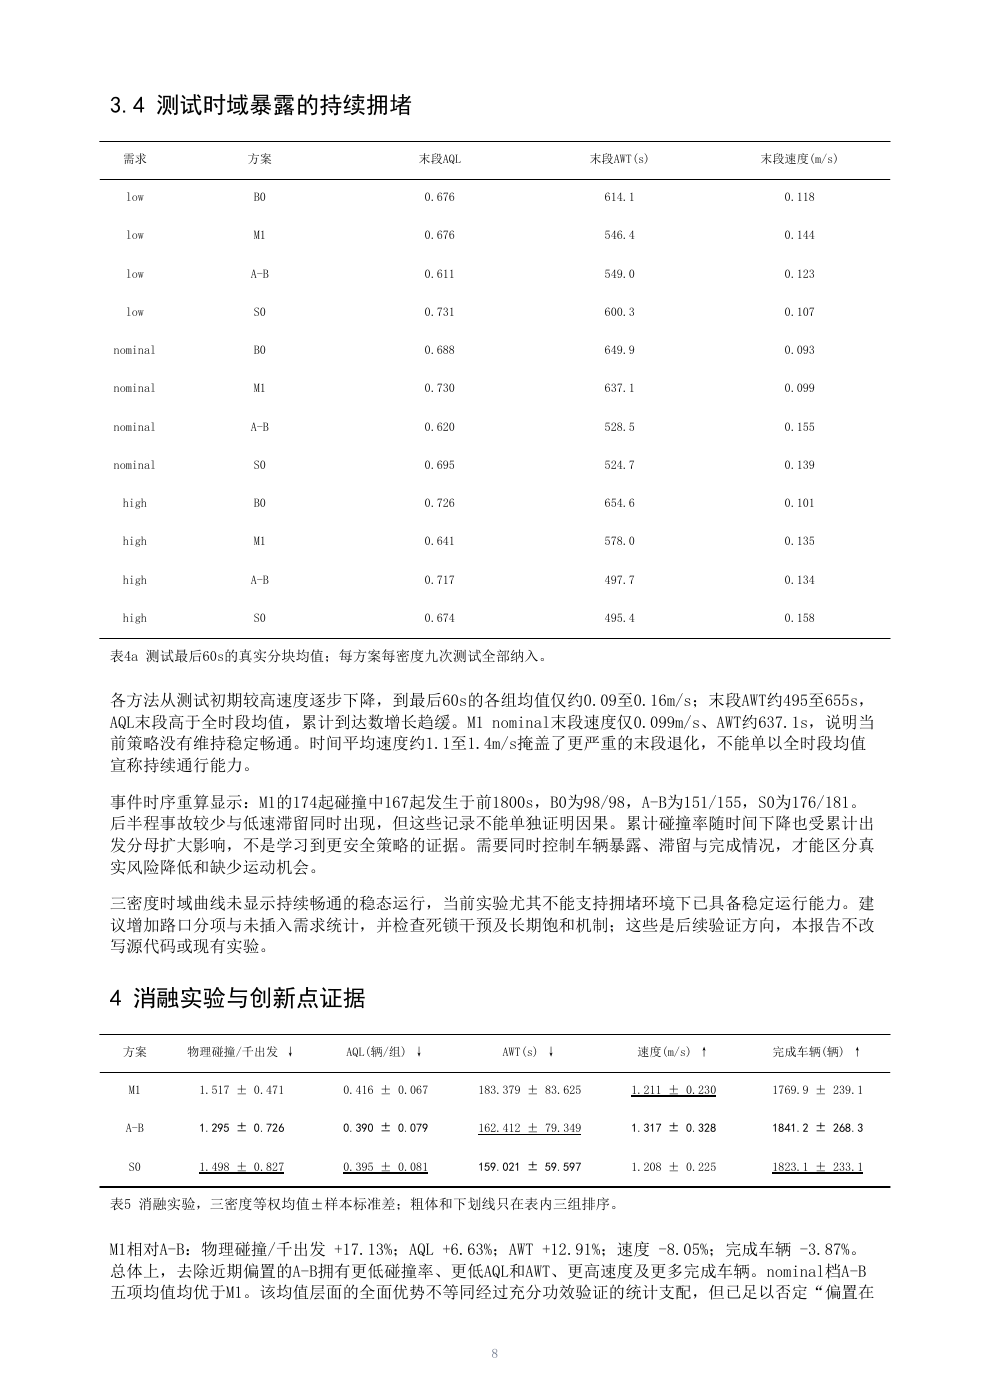 3.4 测试时域暴露的持续拥堵
需求 方案 末段AQL 末段AWT(s) 末段速度(m/s)
low B0 0.676 614.1 0.118
low M1 0.676 546.4 0.144
low A-B 0.611 549.0 0.123
low S0 0.731 600.3 0.107
nominal B0 0.688 649.9 0.093
nominal M1 0.730 637.1 0.099
nominal A-B 0.620 528.5 0.155
nominal S0 0.695 524.7 0.139
high B0 0.726 654.6 0.101
high M1 0.641 578.0 0.135
high A-B 0.717 497.7 0.134
high S0 0.674 495.4 0.158
表4a 测试最后60s的真实分块均值；每方案每密度九次测试全部纳入。
各方法从测试初期较高速度逐步下降，到最后60s的各组均值仅约0.09至0.16m/s；末段AWT约495至655s，
AQL末段高于全时段均值，累计到达数增长趋缓。M1 nominal末段速度仅0.099m/s、AWT约637.1s，说明当
前策略没有维持稳定畅通。时间平均速度约1.1至1.4m/s掩盖了更严重的末段退化，不能单以全时段均值
宣称持续通行能力。
事件时序重算显示：M1的174起碰撞中167起发生于前1800s，B0为98/98，A-B为151/155，S0为176/181。
后半程事故较少与低速滞留同时出现，但这些记录不能单独证明因果。累计碰撞率随时间下降也受累计出
发分母扩大影响，不是学习到更安全策略的证据。需要同时控制车辆暴露、滞留与完成情况，才能区分真
实风险降低和缺少运动机会。
三密度时域曲线未显示持续畅通的稳态运行，当前实验尤其不能支持拥堵环境下已具备稳定运行能力。建
议增加路口分项与未插入需求统计，并检查死锁干预及长期饱和机制；这些是后续验证方向，本报告不改
写源代码或现有实验。
4 消融实验与创新点证据
方案 物理碰撞/千出发 ↓ AQL(辆/组) ↓ AWT(s) ↓ 速度(m/s) ↑ 完成车辆(辆) ↑
M1 1.517 ± 0.471 0.416 ± 0.067 183.379 ± 83.625 1.211 ± 0.230 1769.9 ± 239.1
A-B 1.295 ± 0.726 0.390 ± 0.079 162.412 ± 79.349 1.317 ± 0.328 1841.2 ± 268.3
S0 1.498 ± 0.827 0.395 ± 0.081 159.021 ± 59.597 1.208 ± 0.225 1823.1 ± 233.1
表5 消融实验，三密度等权均值±样本标准差；粗体和下划线只在表内三组排序。
M1相对A-B：物理碰撞/千出发 +17.13%；AQL +6.63%；AWT +12.91%；速度 -8.05%；完成车辆 -3.87%。
总体上，去除近期偏置的A-B拥有更低碰撞率、更低AQL和AWT、更高速度及更多完成车辆。nominal档A-B
五项均值均优于M1。该均值层面的全面优势不等同经过充分功效验证的统计支配，但已足以否定“偏置在
8